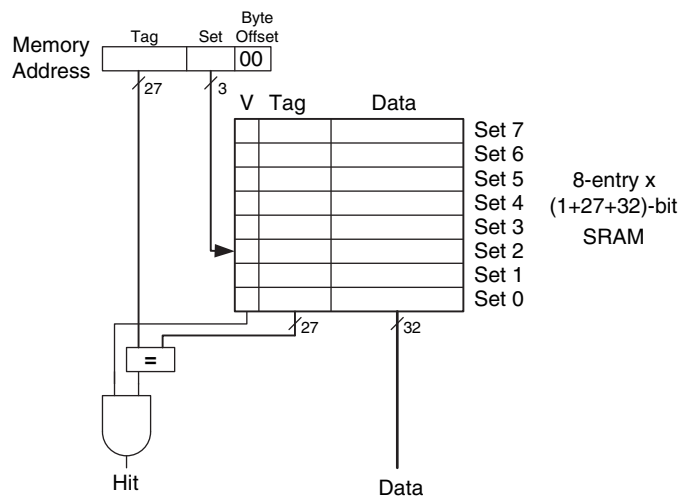 Byte
Tag Set Offset
Memory
Address
00
27
3
V Tag Data
Set 7
Set 6
Set 5
Set 4
Set 3
Set 2
Set 1
Set 0
8-entry x
(1+27+32)-bit
SRAM
27
32
=
Hit
Data